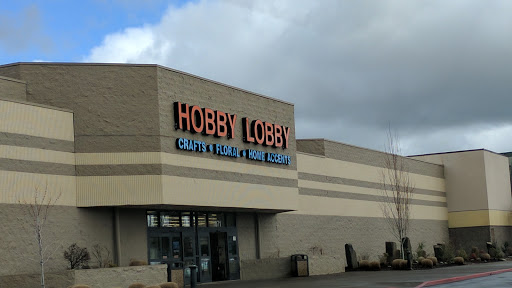 HOBBY LOBBY
CRAFTS • FLORAL • HOME ACCENTS